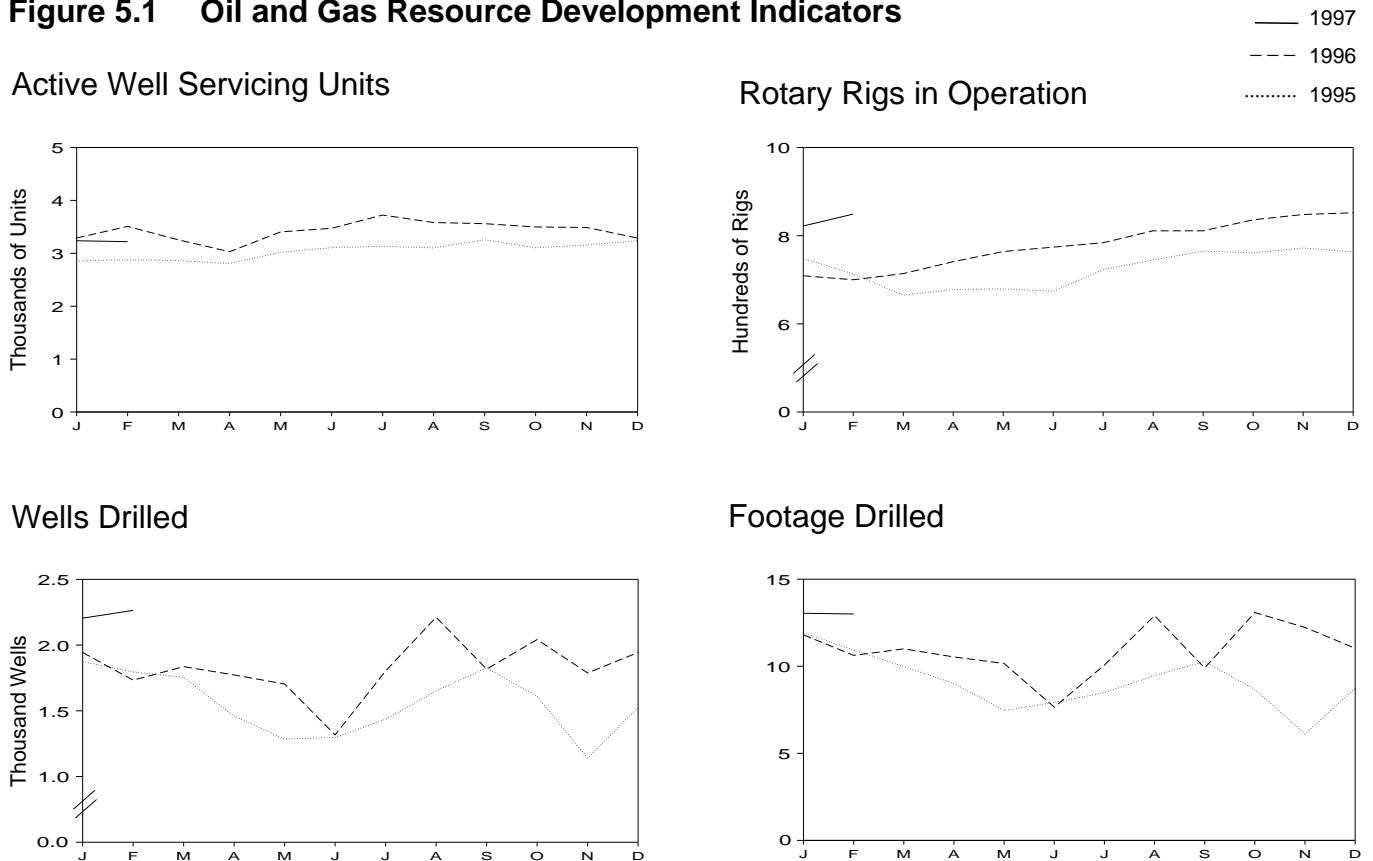 Figure 5.1 Oil and Gas Resource Development Indicators
1997
1996
1995
Active Well Servicing Units
Thousands of Units
5
4
3
2
1
0
J F M A M J J A S O N D
Rotary Rigs in Operation
Hundreds of Rigs
10
8
6
0
J F M A M J J A S O N D
Wells Drilled
Thousand Wells
2.5
2.0
1.5
1.0
0.0
J F M A M J J A S O N D
Footage Drilled
15
10
5
0
J F M A M J J A S O N D